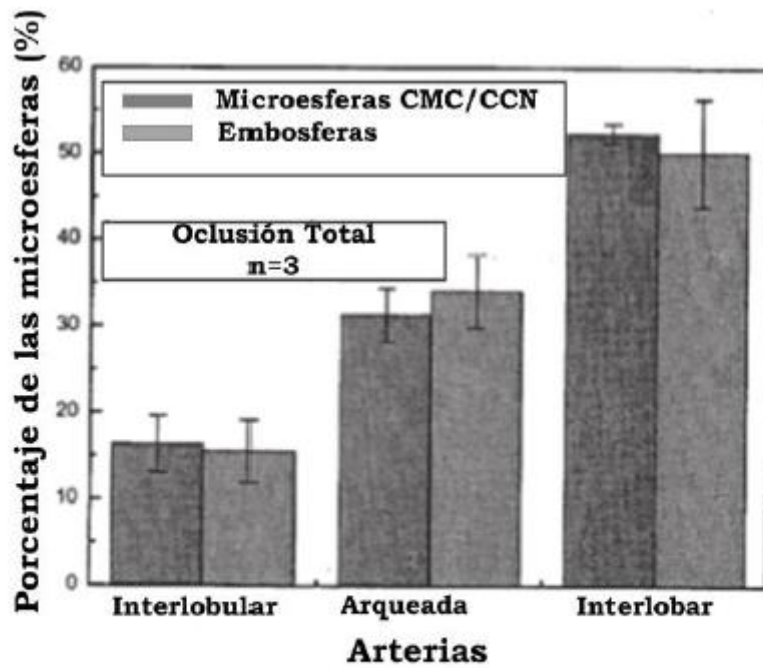 Porcentaje de las microesferas (%)
60
50
40
30
20
10
0
Microesferas CMC/CCN
Embosferas
Oclusión Total
n=3
Interlobular Arqueada Interlobar
Arterias